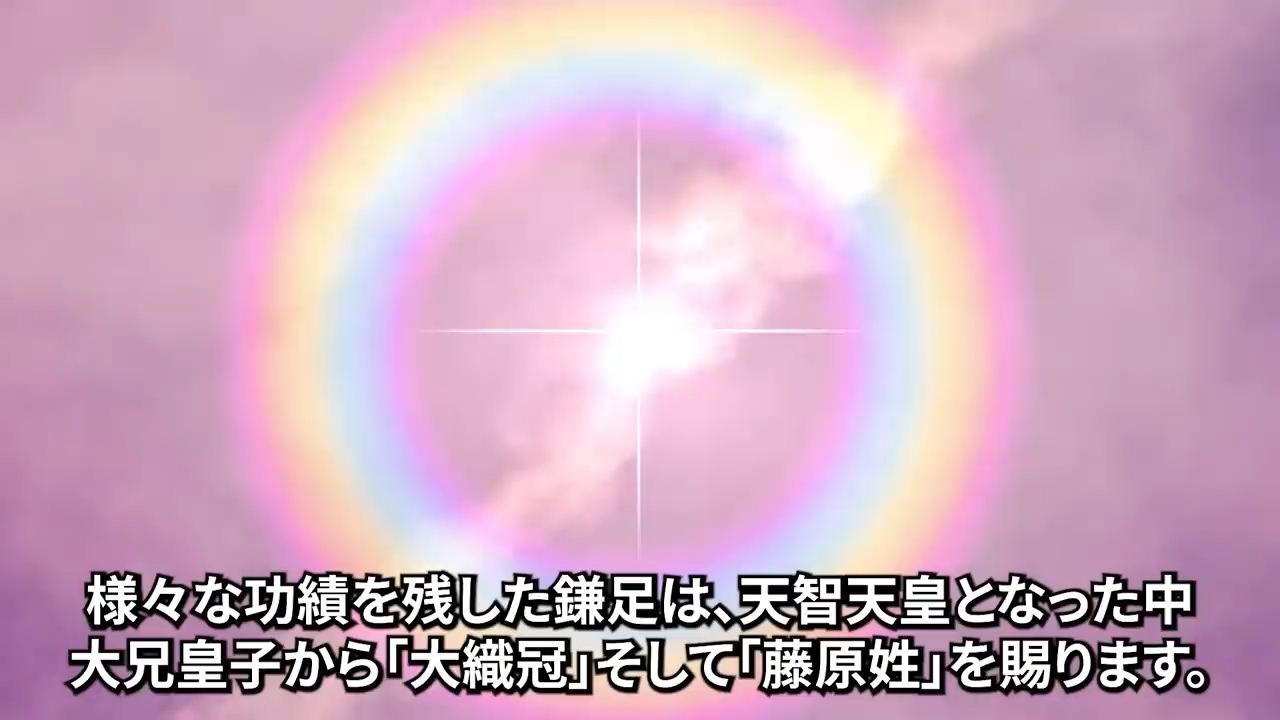 様々な功績を残した鎌足は、天智天皇となった中
大兄皇子から「大織冠」そして「藤原姓」を賜ります。